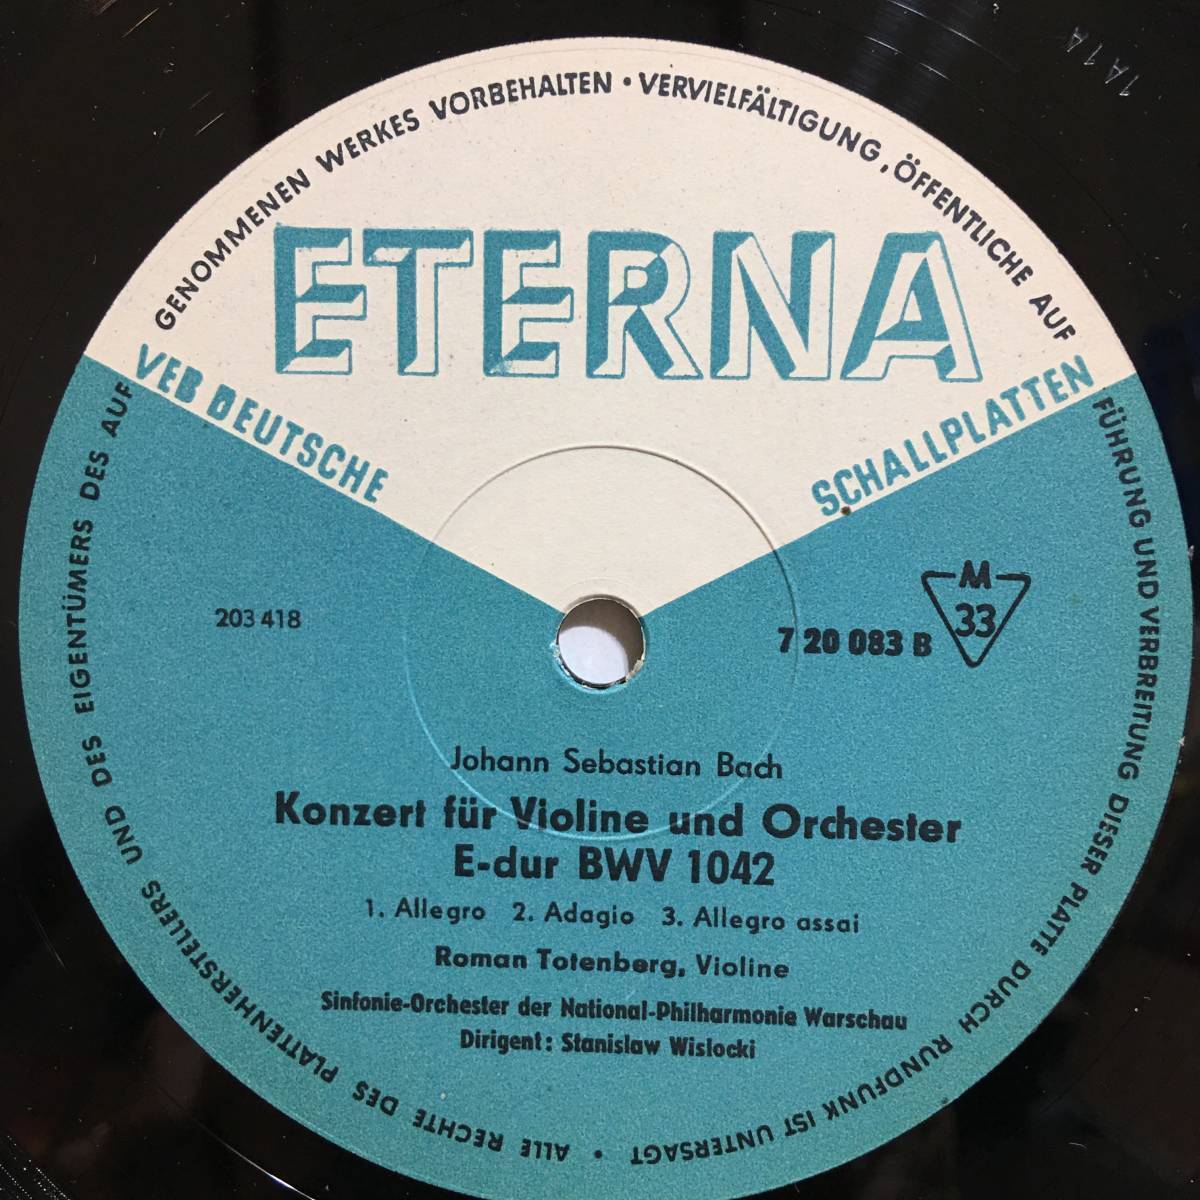 ALLE RECHTE DES PLATTENHERSTELLERS UND DES EIGENTÜMERS DES AUF GENOMMENEN WERKES VORBEHALTEN • VERVIELFÄLTIGUNG, ÖFFENTLICHE AUF FÜHRUNG UND VERBREITUNG DIESER PLATTE DURCH RUNDFUNK IST UNTERSAGT •
ETERNA
VEB DEUTSCHE
SCHALLPLATTEN
203 418
7 20 083 B
M
33
Johann Sebastian Bach
Konzert für Violine und Orchester
E-dur BWV 1042
1. Allegro 2. Adagio 3. Allegro assai
Roman Totenberg, Violine
Sinfonie-Orchester der National-Philharmonie Warschau
Dirigent: Stanislaw Wislocki
1A1A